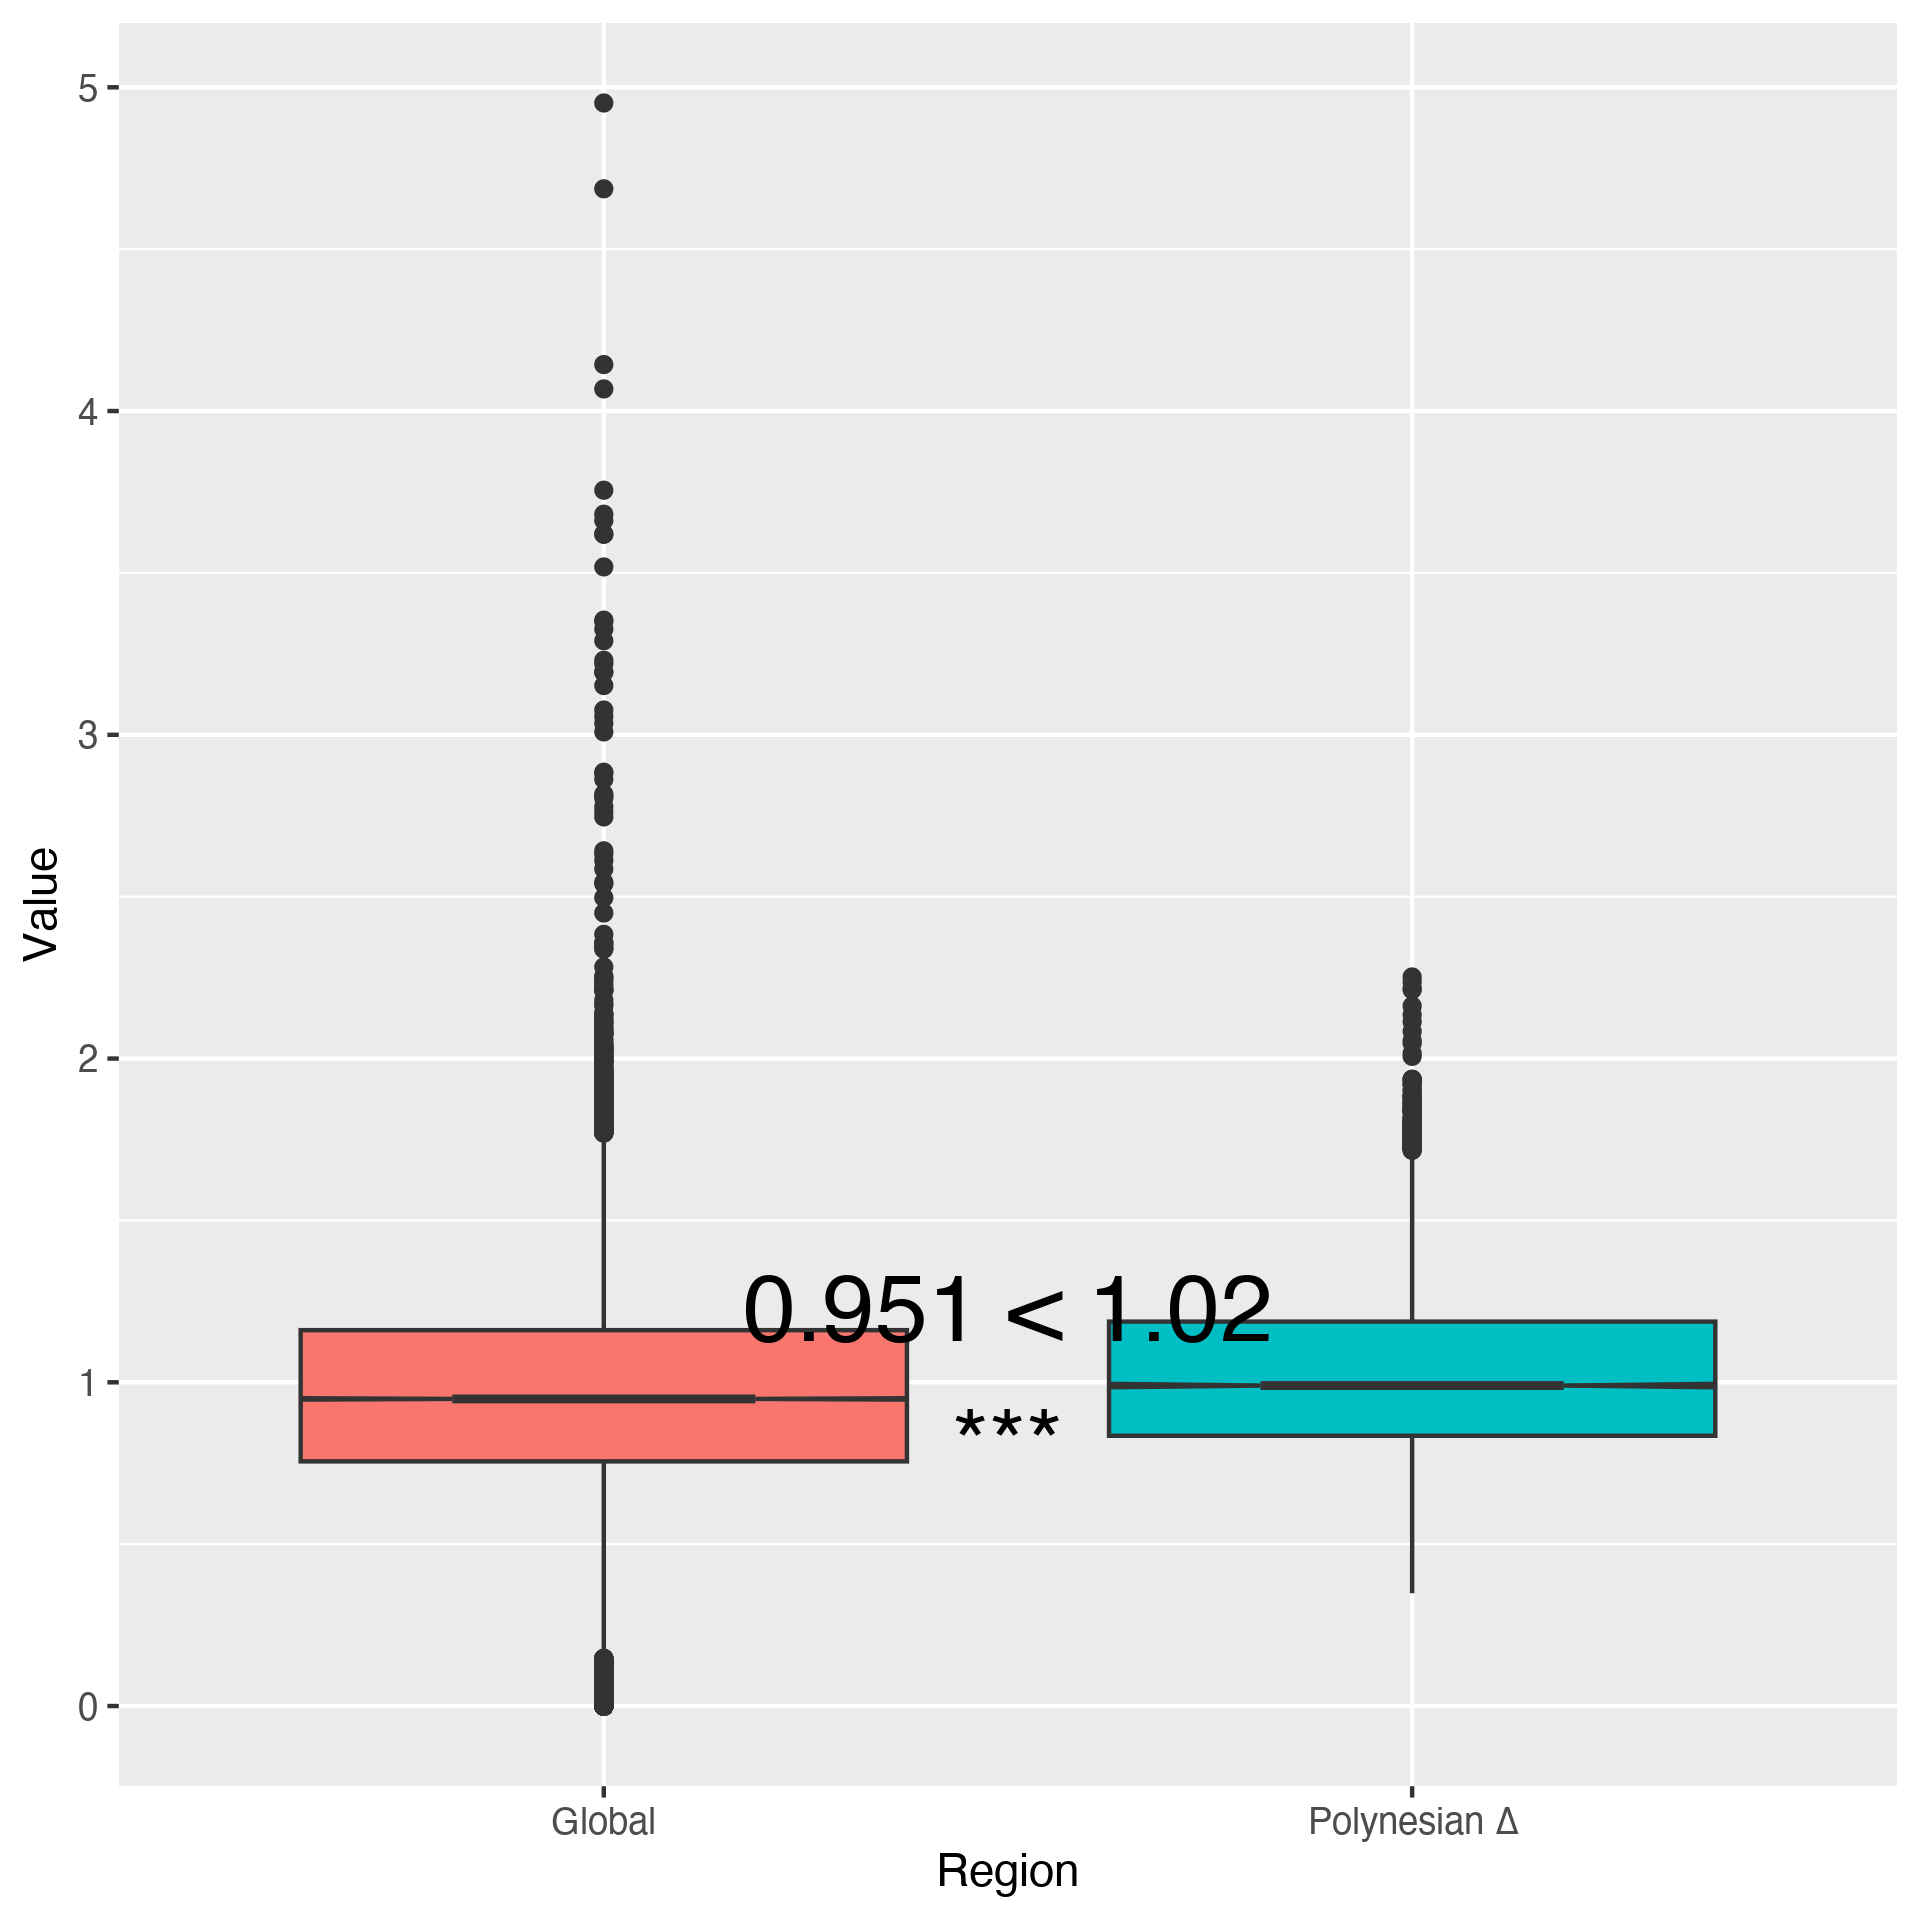 5
4
3
2
1
0
Value
0.951 < 1.02
***
Global
Polynesian Δ
Region